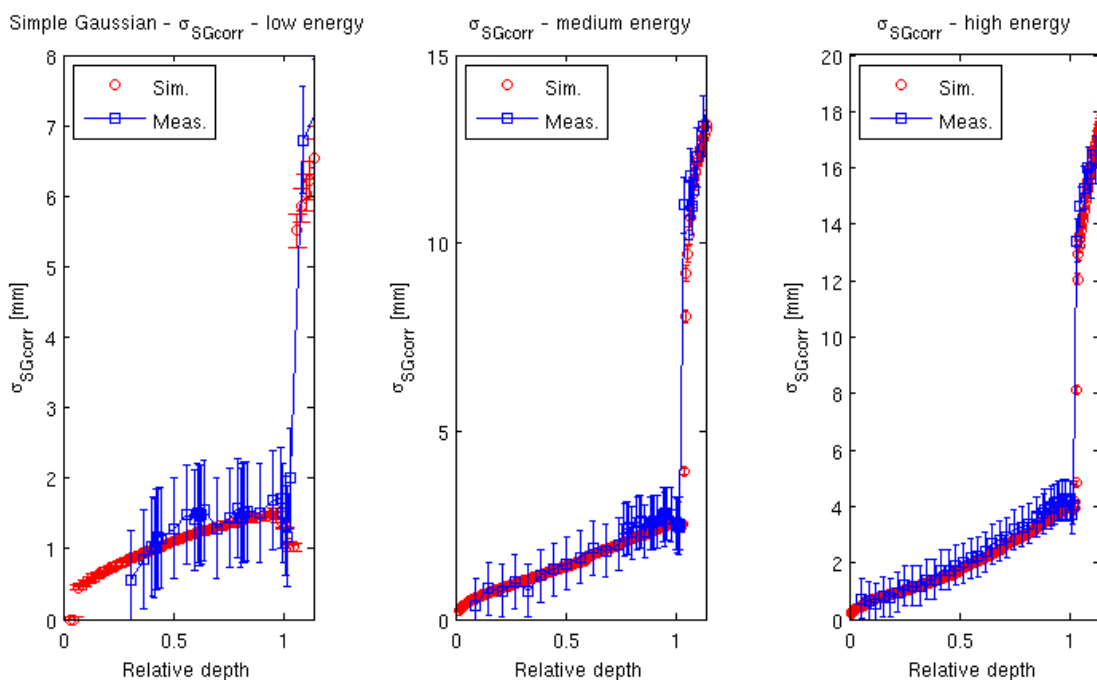 Simple Gaussian - σSGcorr - low energy
8
7
6
5
4
3
2
1
0
0
0.5
1
σSGcorr [mm]
Relative depth
Sim.
Meas.
σSGcorr - medium energy
15
10
5
0
0
0.5
1
σSGcorr [mm]
Relative depth
Sim.
Meas.
σSGcorr - high energy
20
18
16
14
12
10
8
6
4
2
0
0
0.5
1
σSGcorr [mm]
Relative depth
Sim.
Meas.